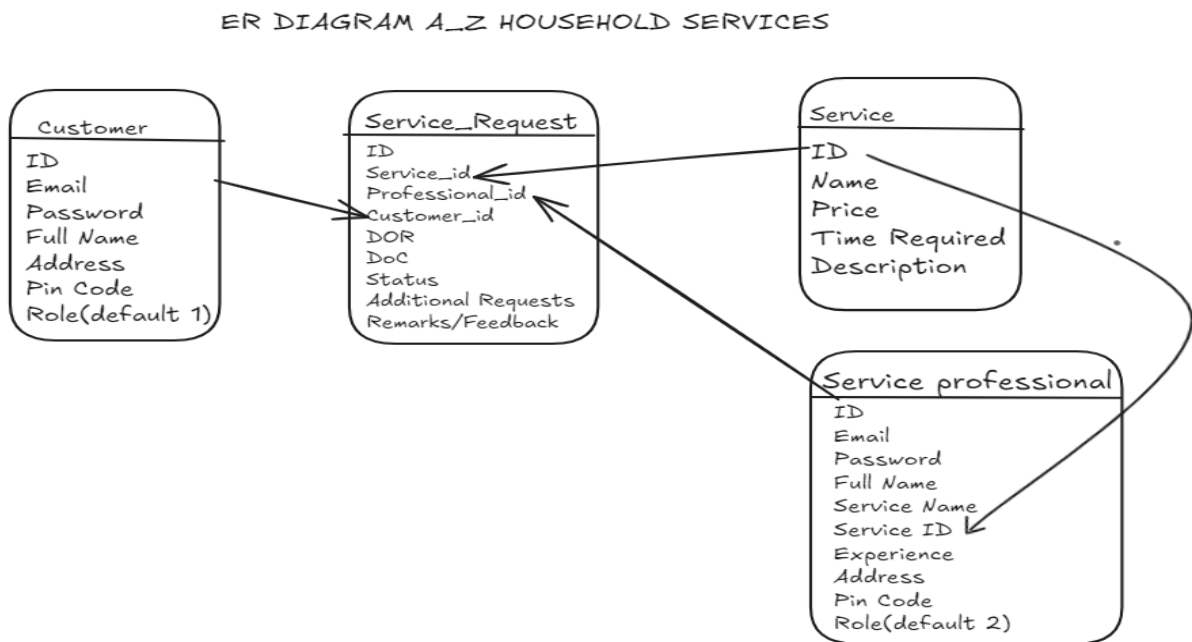 ER DIAGRAM A_Z HOUSEHOLD SERVICES
Customer
ID
Email
Password
Full Name
Address
Pin Code
Role(default 1)
Service_Request
ID
Service_id
Professional_id
Customer_id
DOR
DoC
Status
Additional Requests
Remarks/Feedback
Service
ID
Name
Price
Time Required
Description
Service professional
ID
Email
Password
Full Name
Service Name
Service ID
Experience
Address
Pin Code
Role(default 2)